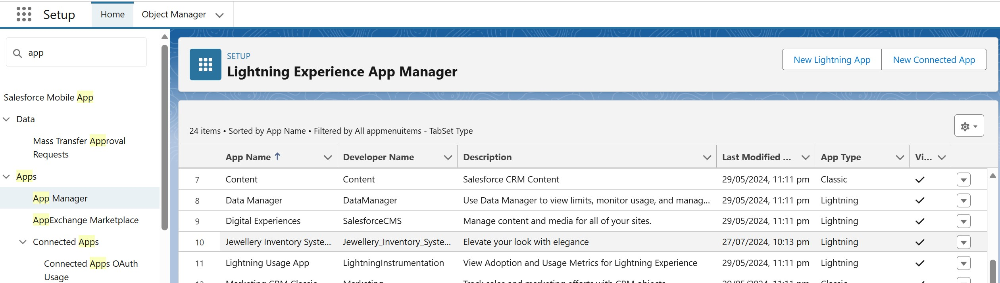 Setup Home Object Manager
app
SETUP
Lightning Experience App Manager
New Lightning App New Connected App
Salesforce Mobile App
Data
Mass Transfer Approval
Requests
Apps
App Manager
AppExchange Marketplace
Connected Apps
Connected Apps OAuth
Usage
24 items • Sorted by App Name • Filtered by All appmenuitems - TabSet Type
App Name ↑ Developer Name Description Last Modified ... App Type Vi...
7 Content Content Salesforce CRM Content 29/05/2024, 11:11 pm Classic
8 Data Manager DataManager Use Data Manager to view limits, monitor usage, and manag... 29/05/2024, 11:11 pm Lightning
9 Digital Experiences SalesforceCMS Manage content and media for all of your sites. 29/05/2024, 11:11 pm Lightning
10 Jewellery Inventory Syste... Jewellery_Inventory_Syste... Elevate your look with elegance 27/07/2024, 10:13 pm Lightning
11 Lightning Usage App LightningInstrumentation View Adoption and Usage Metrics for Lightning Experience 29/05/2024, 11:11 pm Lightning
12 Marketing CRM Classic Marketing Track sales and marketing efforts with CRM objects. 29/05/2024, 11:11 pm Classic